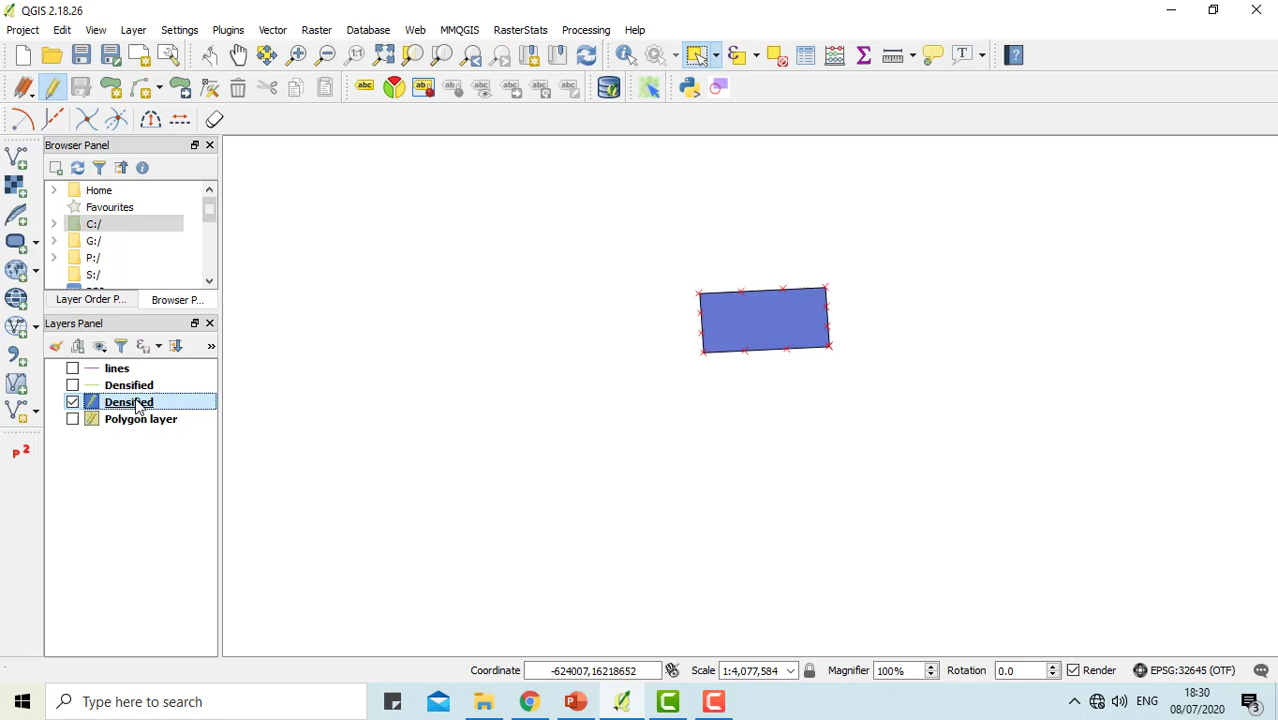 QGIS 2.18.26
Project Edit View Layer Settings Plugins Vector Raster Database Web MMQGIS RasterStats Processing Help
Browser Panel
Home
Favourites
C:/
G:/
P:/
S:/
Layer Order P... Browser P...
Layers Panel
lines
Densified
Densified
Polygon layer
Coordinate -624007,16218652 Scale 1:4,077,584 Magnifier 100% Rotation 0.0 Render EPSG:32645 (OTF)
Type here to search
ENG
18:30
08/07/2020